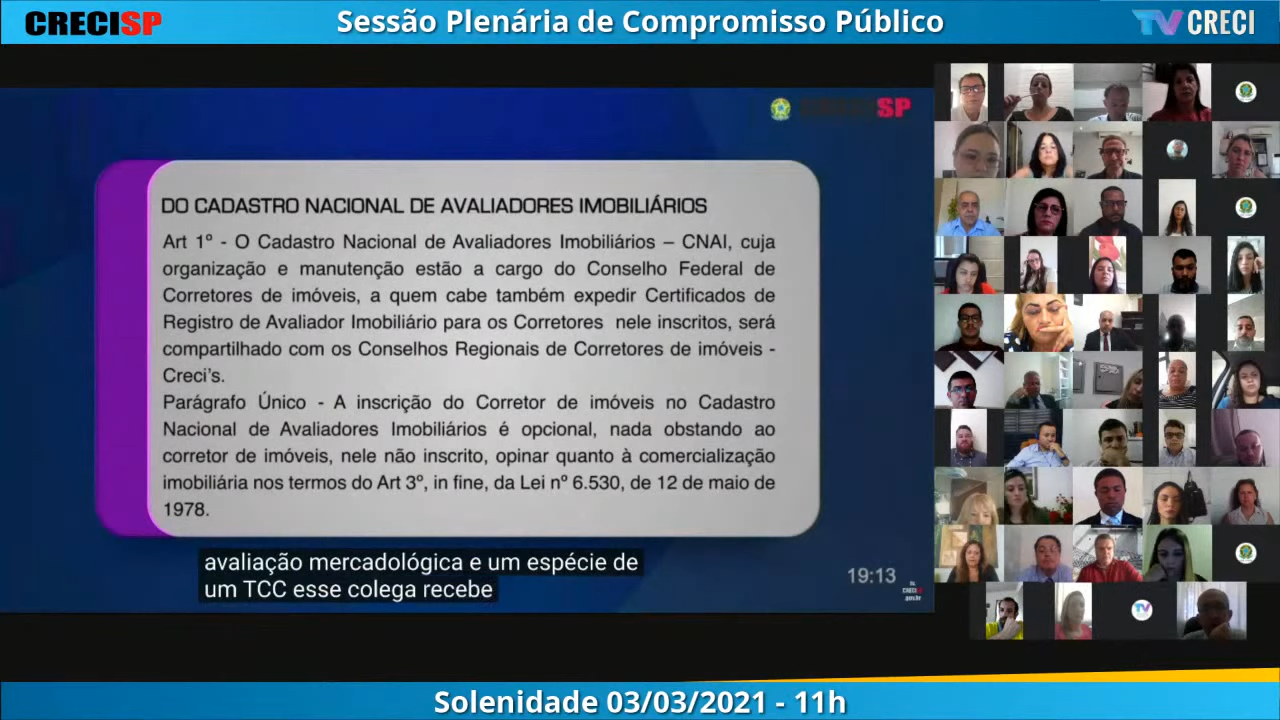 CRECISP
Sessão Plenária de Compromisso Público
TV CRECI
CRECISP
DO CADASTRO NACIONAL DE AVALIADORES IMOBILIÁRIOS
Art 1º - O Cadastro Nacional de Avaliadores Imobiliários – CNAI, cuja
organização e manutenção estão a cargo do Conselho Federal de
Corretores de imóveis, a quem cabe também expedir Certificados de
Registro de Avaliador Imobiliário para os Corretores nele inscritos, será
compartilhado com os Conselhos Regionais de Corretores de imóveis -
Creci's.
Parágrafo Único - A inscrição do Corretor de imóveis no Cadastro
Nacional de Avaliadores Imobiliários é opcional, nada obstando ao
corretor de imóveis, nele não inscrito, opinar quanto à comercialização
imobiliária nos termos do Art 3º, in fine, da Lei nº 6.530, de 12 de maio de
1978.
avaliação mercadológica e um espécie de
um TCC esse colega recebe
19:13
TV
Solenidade 03/03/2021 - 11h